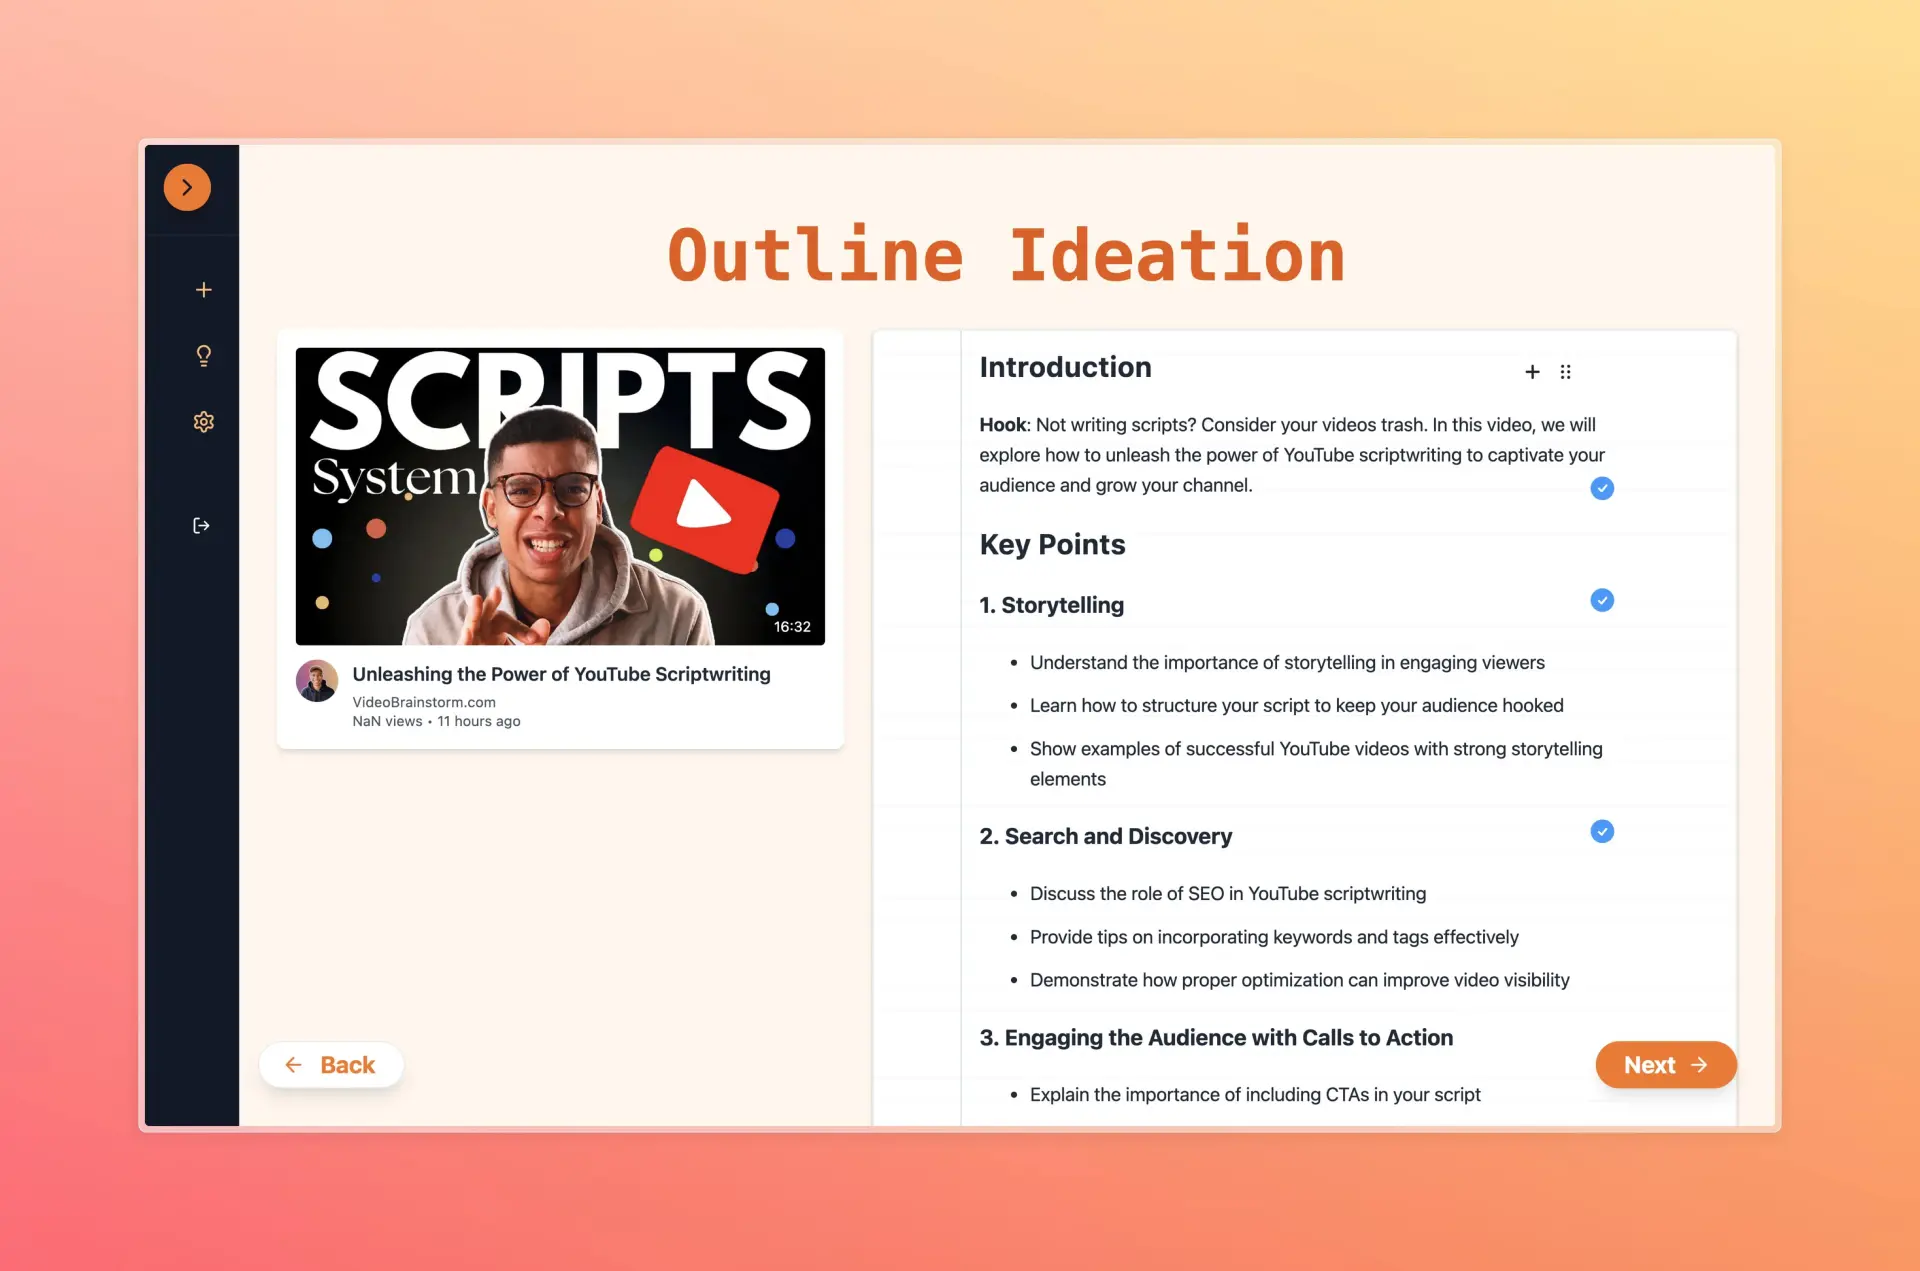 Outline Ideation
SCRIPTS
System
16:32
Unleashing the Power of YouTube Scriptwriting
VideoBrainstorm.com
NaN views • 11 hours ago
Back
Introduction
Hook: Not writing scripts? Consider your videos trash. In this video, we will
explore how to unleash the power of YouTube scriptwriting to captivate your
audience and grow your channel.
Key Points
1. Storytelling
• Understand the importance of storytelling in engaging viewers
• Learn how to structure your script to keep your audience hooked
• Show examples of successful YouTube videos with strong storytelling
elements
2. Search and Discovery
• Discuss the role of SEO in YouTube scriptwriting
• Provide tips on incorporating keywords and tags effectively
• Demonstrate how proper optimization can improve video visibility
3. Engaging the Audience with Calls to Action
• Explain the importance of including CTAs in your script
Next